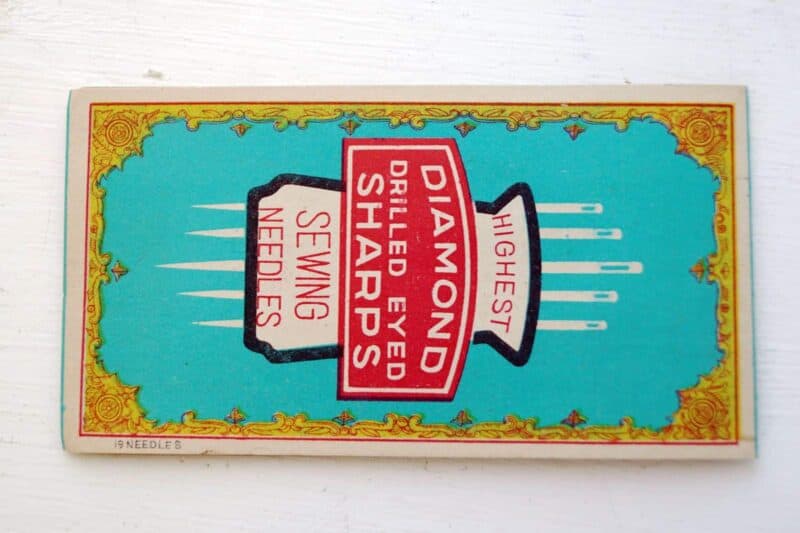 HIGHEST
DIAMOND
DRILLED EYED
SHARPS
SEWING
NEEDLES
19 NEEDLES